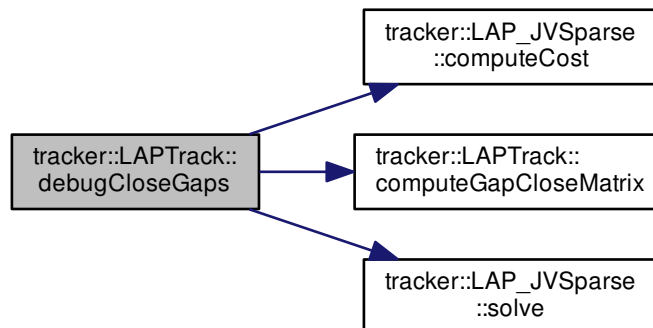 tracker::LAPTrack::
debugCloseGaps
tracker::LAP_JVSparse
::computeCost
tracker::LAPTrack::
computeGapCloseMatrix
tracker::LAP_JVSparse
::solve